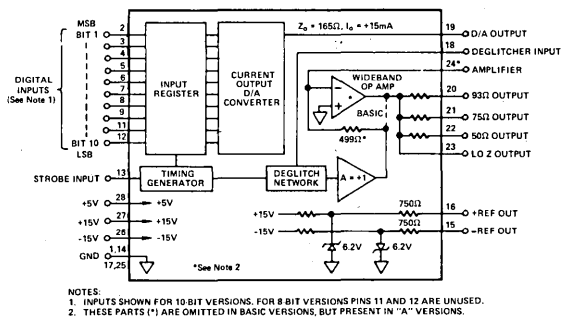 MSB
BIT 1
2
3
4
5
6
7
8
9
11
12
BIT 10
LSB
DIGITAL
INPUTS
(See Note 1)
INPUT
REGISTER
CURRENT
OUTPUT
D/A
CONVERTER
Zo = 165Ω, Io = +15mA
19
D/A OUTPUT
18
DEGLITCHER INPUT
24*
AMPLIFIER
WIDEBAND
OP AMP
*
BASIC
499Ω*
20
93Ω OUTPUT
21
75Ω OUTPUT
22
50Ω OUTPUT
23
LO Z OUTPUT
STROBE INPUT
13
TIMING
GENERATOR
DEGLITCH
NETWORK
A = +1
+5V
28
+5V
+15V
27
+15V
-15V
26
-15V
GND
1,14
17,25
*See Note 2
+15V
750Ω
16
+REF OUT
-15V
750Ω
15
-REF OUT
6.2V
6.2V
NOTES:
1. INPUTS SHOWN FOR 10-BIT VERSIONS. FOR 8-BIT VERSIONS PINS 11 AND 12 ARE UNUSED.
2. THESE PARTS (*) ARE OMITTED IN BASIC VERSIONS, BUT PRESENT IN "A" VERSIONS.